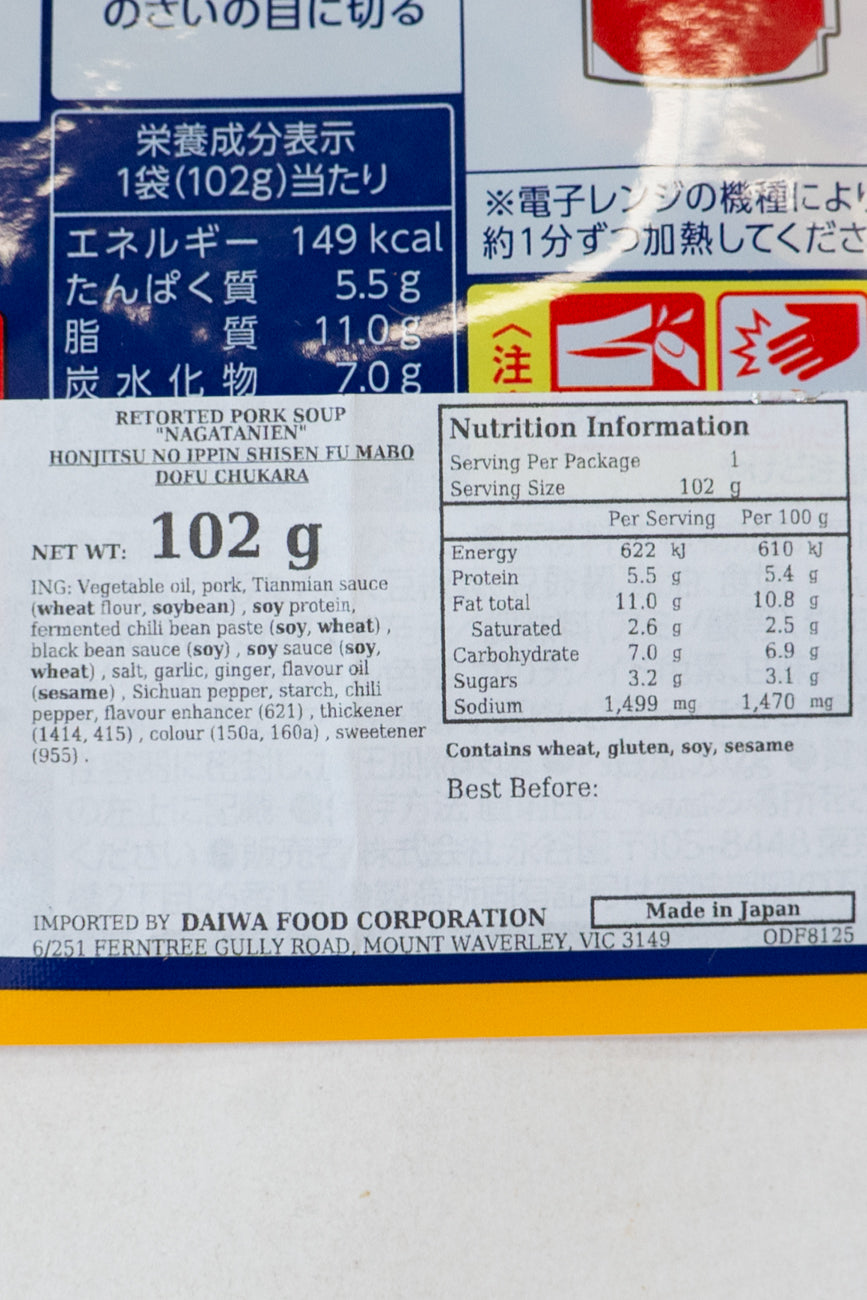 のさいの目に切る
栄養成分表示
1袋(102g)当たり
エネルギー 149 kcal
たんぱく質 5.5 g
脂質 11.0 g
炭水化物 7.0 g
※電子レンジの機種により
約1分ずつ加熱してくださ
〈注
RETORTED PORK SOUP
"NAGATANIEN"
HONJITSU NO IPPIN SHISEN FU MABO
DOFU CHUKARA
NET WT: 102 g
ING: Vegetable oil, pork, Tianmian sauce
(wheat flour, soybean) , soy protein,
fermented chili bean paste (soy, wheat) ,
black bean sauce (soy) , soy sauce (soy,
wheat) , salt, garlic, ginger, flavour oil
(sesame) , Sichuan pepper, starch, chili
pepper, flavour enhancer (621) , thickener
(1414, 415) , colour (150a, 160a) , sweetener
(955) .
Nutrition Information
Serving Per Package 1
Serving Size 102 g
Per Serving Per 100 g
Energy 622 kJ 610 kJ
Protein 5.5 g 5.4 g
Fat total 11.0 g 10.8 g
Saturated 2.6 g 2.5 g
Carbohydrate 7.0 g 6.9 g
Sugars 3.2 g 3.1 g
Sodium 1,499 mg 1,470 mg
Contains wheat, gluten, soy, sesame
Best Before:
IMPORTED BY DAIWA FOOD CORPORATION
Made in Japan
6/251 FERNTREE GULLY ROAD, MOUNT WAVERLEY, VIC 3149 ODF8125